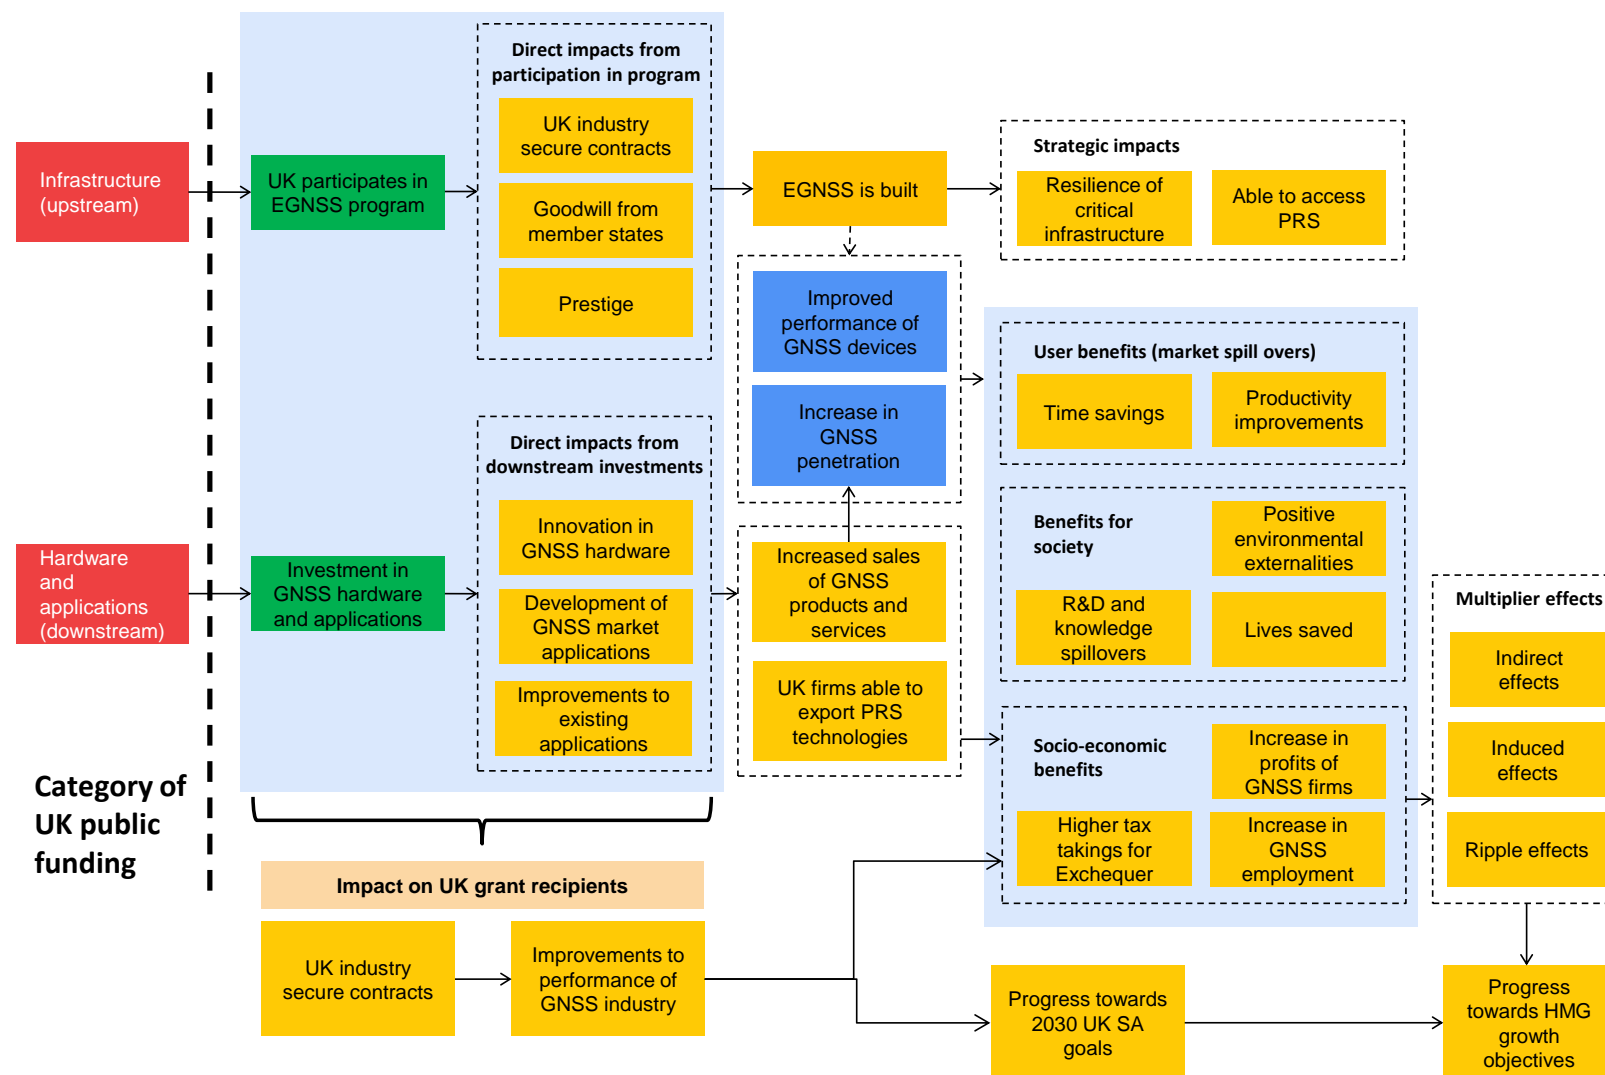 Infrastructure
(upstream)
Hardware
and
applications
(downstream)
Category of
UK public
funding
UK participates in
EGNSS program
Investment in
GNSS hardware
and applications
Direct impacts from
participation in program
UK industry
secure contracts
Goodwill from
member states
Prestige
Direct impacts from
downstream investments
Innovation in
GNSS hardware
Development of
GNSS market
applications
Improvements to
existing
applications
Impact on UK grant recipients
UK industry
secure contracts
Improvements to
performance of
GNSS industry
EGNSS is built
Improved
performance of
GNSS devices
Increase in
GNSS
penetration
Increased sales
of GNSS
products and
services
UK firms able to
export PRS
technologies
Strategic impacts
Resilience of
critical
infrastructure
Able to access
PRS
User benefits (market spill overs)
Time savings
Productivity
improvements
Benefits for
society
Positive
environmental
externalities
R&D and
knowledge
spillovers
Lives saved
Socio-economic
benefits
Increase in
profits of
GNSS firms
Higher tax
takings for
Exchequer
Increase in
GNSS
employment
Multiplier effects
Indirect
effects
Induced
effects
Ripple effects
Progress towards
2030 UK SA
goals
Progress
towards HMG
growth
objectives